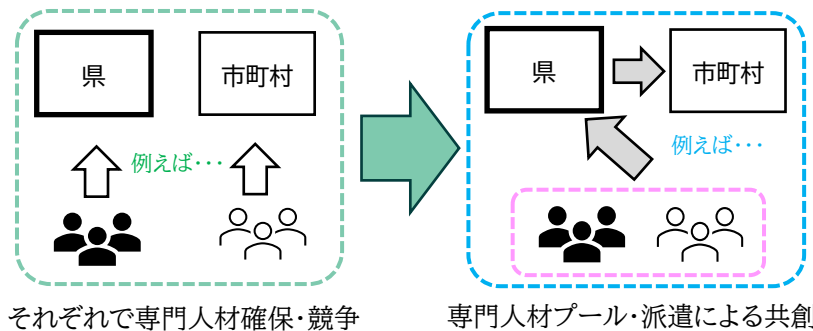 県
市町村
例えば･･･
それぞれで専門人材確保･競争
県
市町村
例えば･･･
専門人材プール･派遣による共創